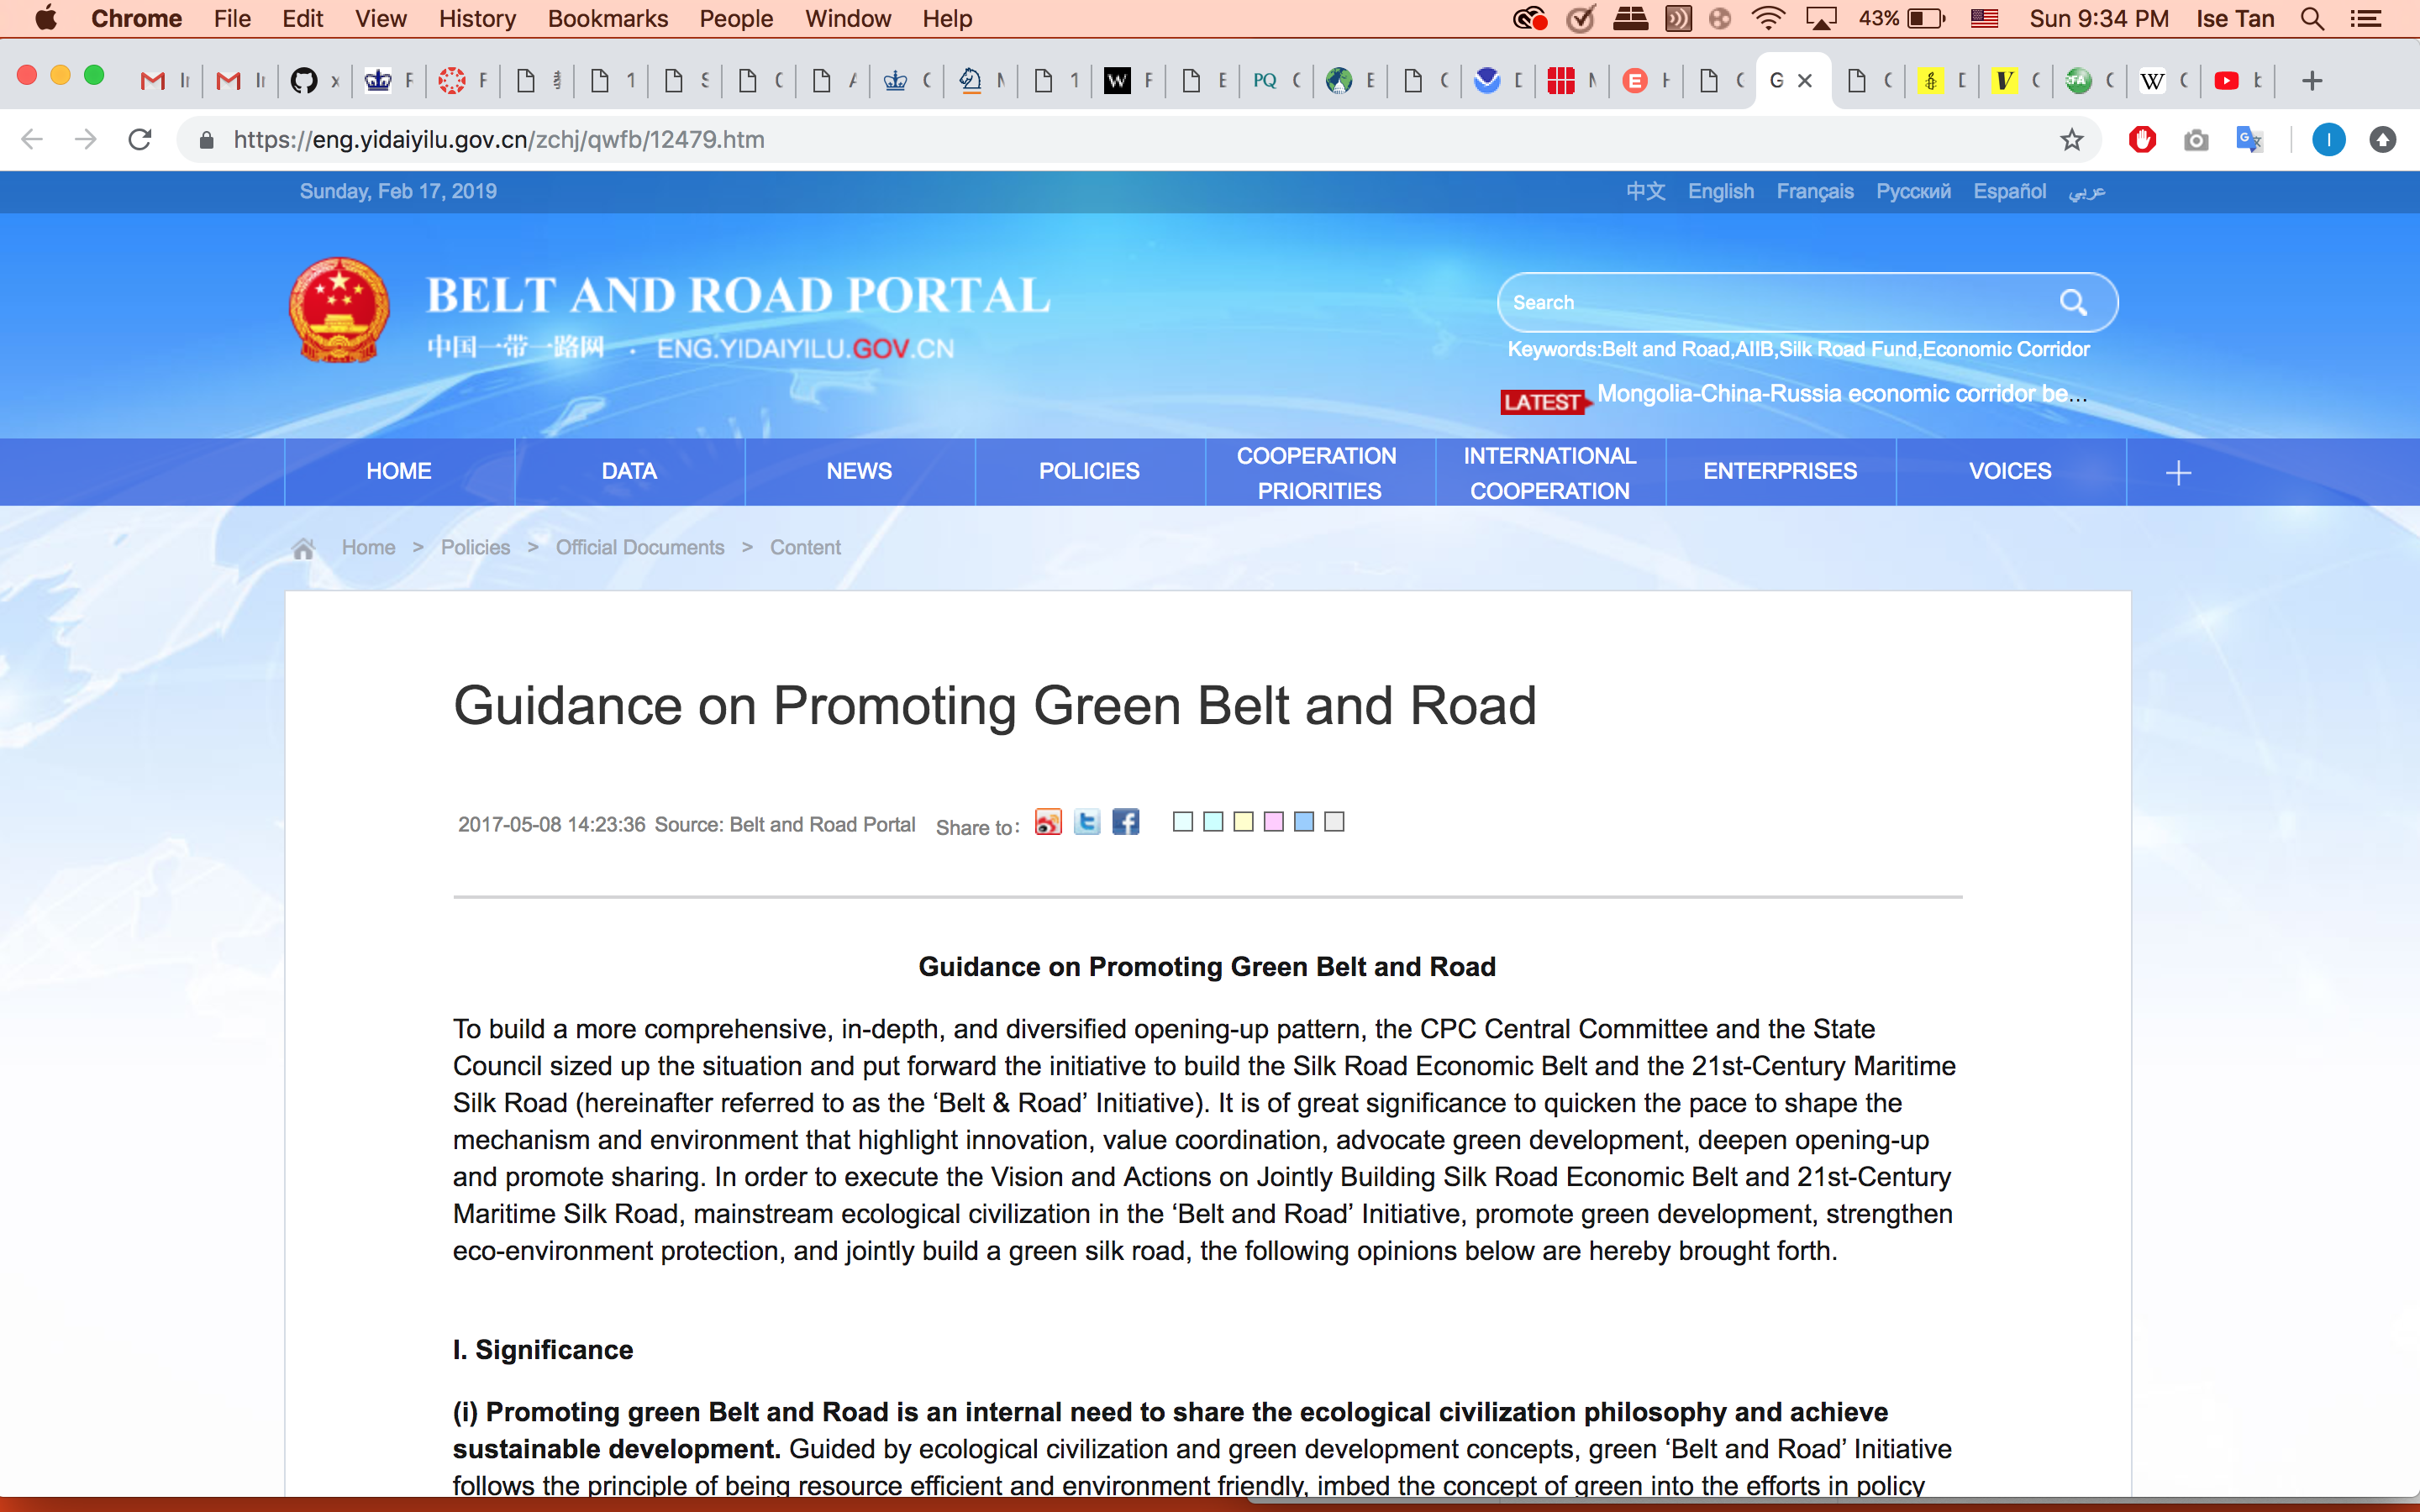 Chrome File Edit View History Bookmarks People Window Help 43% Sun 9:34 PM Ise Tan
https://eng.yidaiyilu.gov.cn/zchj/qwfb/12479.htm
Sunday, Feb 17, 2019 中文 English Français Русский Español عربي
BELT AND ROAD PORTAL
中国一带一路网 · ENG.YIDAIYILU.GOV.CN
Search
Keywords:Belt and Road,AIIB,Silk Road Fund,Economic Corridor
LATEST Mongolia-China-Russia economic corridor be...
HOME DATA NEWS POLICIES COOPERATION PRIORITIES INTERNATIONAL COOPERATION ENTERPRISES VOICES
Home > Policies > Official Documents > Content
Guidance on Promoting Green Belt and Road
2017-05-08 14:23:36 Source: Belt and Road Portal Share to:
Guidance on Promoting Green Belt and Road
To build a more comprehensive, in-depth, and diversified opening-up pattern, the CPC Central Committee and the State
Council sized up the situation and put forward the initiative to build the Silk Road Economic Belt and the 21st-Century Maritime
Silk Road (hereinafter referred to as the ‘Belt & Road’ Initiative). It is of great significance to quicken the pace to shape the
mechanism and environment that highlight innovation, value coordination, advocate green development, deepen opening-up
and promote sharing. In order to execute the Vision and Actions on Jointly Building Silk Road Economic Belt and 21st-Century
Maritime Silk Road, mainstream ecological civilization in the ‘Belt and Road’ Initiative, promote green development, strengthen
eco-environment protection, and jointly build a green silk road, the following opinions below are hereby brought forth.
I. Significance
(i) Promoting green Belt and Road is an internal need to share the ecological civilization philosophy and achieve
sustainable development. Guided by ecological civilization and green development concepts, green ‘Belt and Road’ Initiative
follows the principle of being resource efficient and environment friendly, imbed the concept of green into the efforts in policy